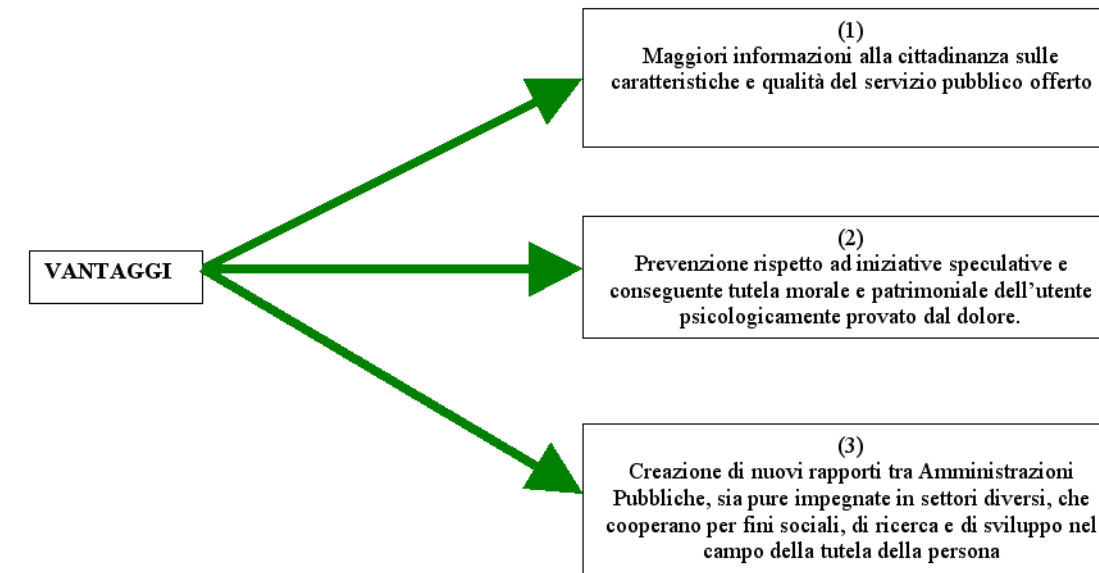 VANTAGGI
(1)
Maggiori informazioni alla cittadinanza sulle
caratteristiche e qualità del servizio pubblico offerto
(2)
Prevenzione rispetto ad iniziative speculative e
conseguente tutela morale e patrimoniale dell’utente
psicologicamente provato dal dolore.
(3)
Creazione di nuovi rapporti tra Amministrazioni
Pubbliche, sia pure impegnate in settori diversi, che
cooperano per fini sociali, di ricerca e di sviluppo nel
campo della tutela della persona